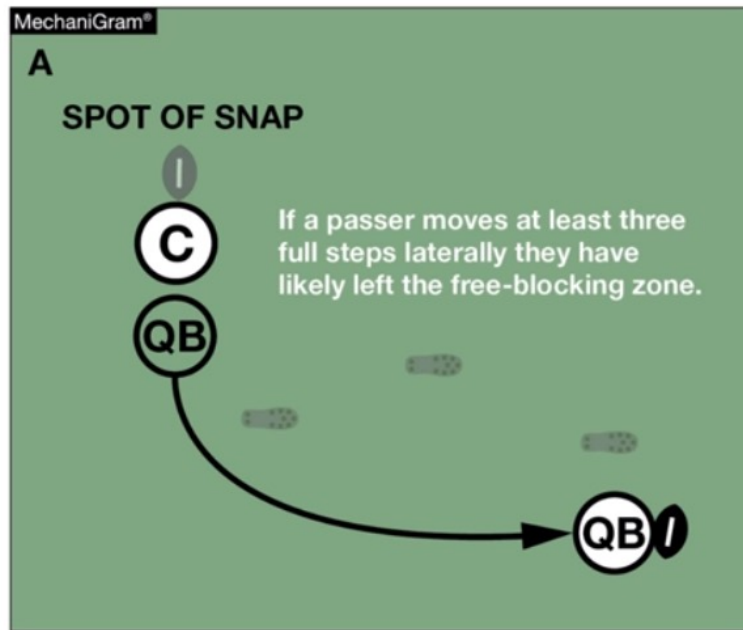 MechaniGram®
A
SPOT OF SNAP
C
If a passer moves at least three
full steps laterally they have
likely left the free-blocking zone.
QB
QB